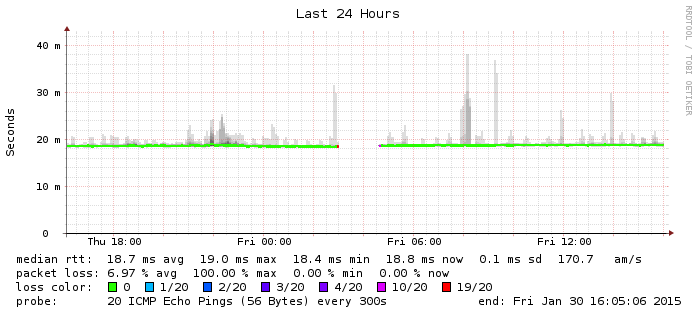 Last 24 Hours
RRDTOOL / TOBI OETIKER
Seconds
40 m
30 m
20 m
10 m
0
Thu 18:00 Fri 00:00 Fri 06:00 Fri 12:00
median rtt: 18.7 ms avg 19.0 ms max 18.4 ms min 18.8 ms now 0.1 ms sd 170.7 am/s
packet loss: 6.97 % avg 100.00 % max 0.00 % min 0.00 % now
loss color: 0 1/20 2/20 3/20 4/20 10/20 19/20
probe: 20 ICMP Echo Pings (56 Bytes) every 300s end: Fri Jan 30 16:05:06 2015